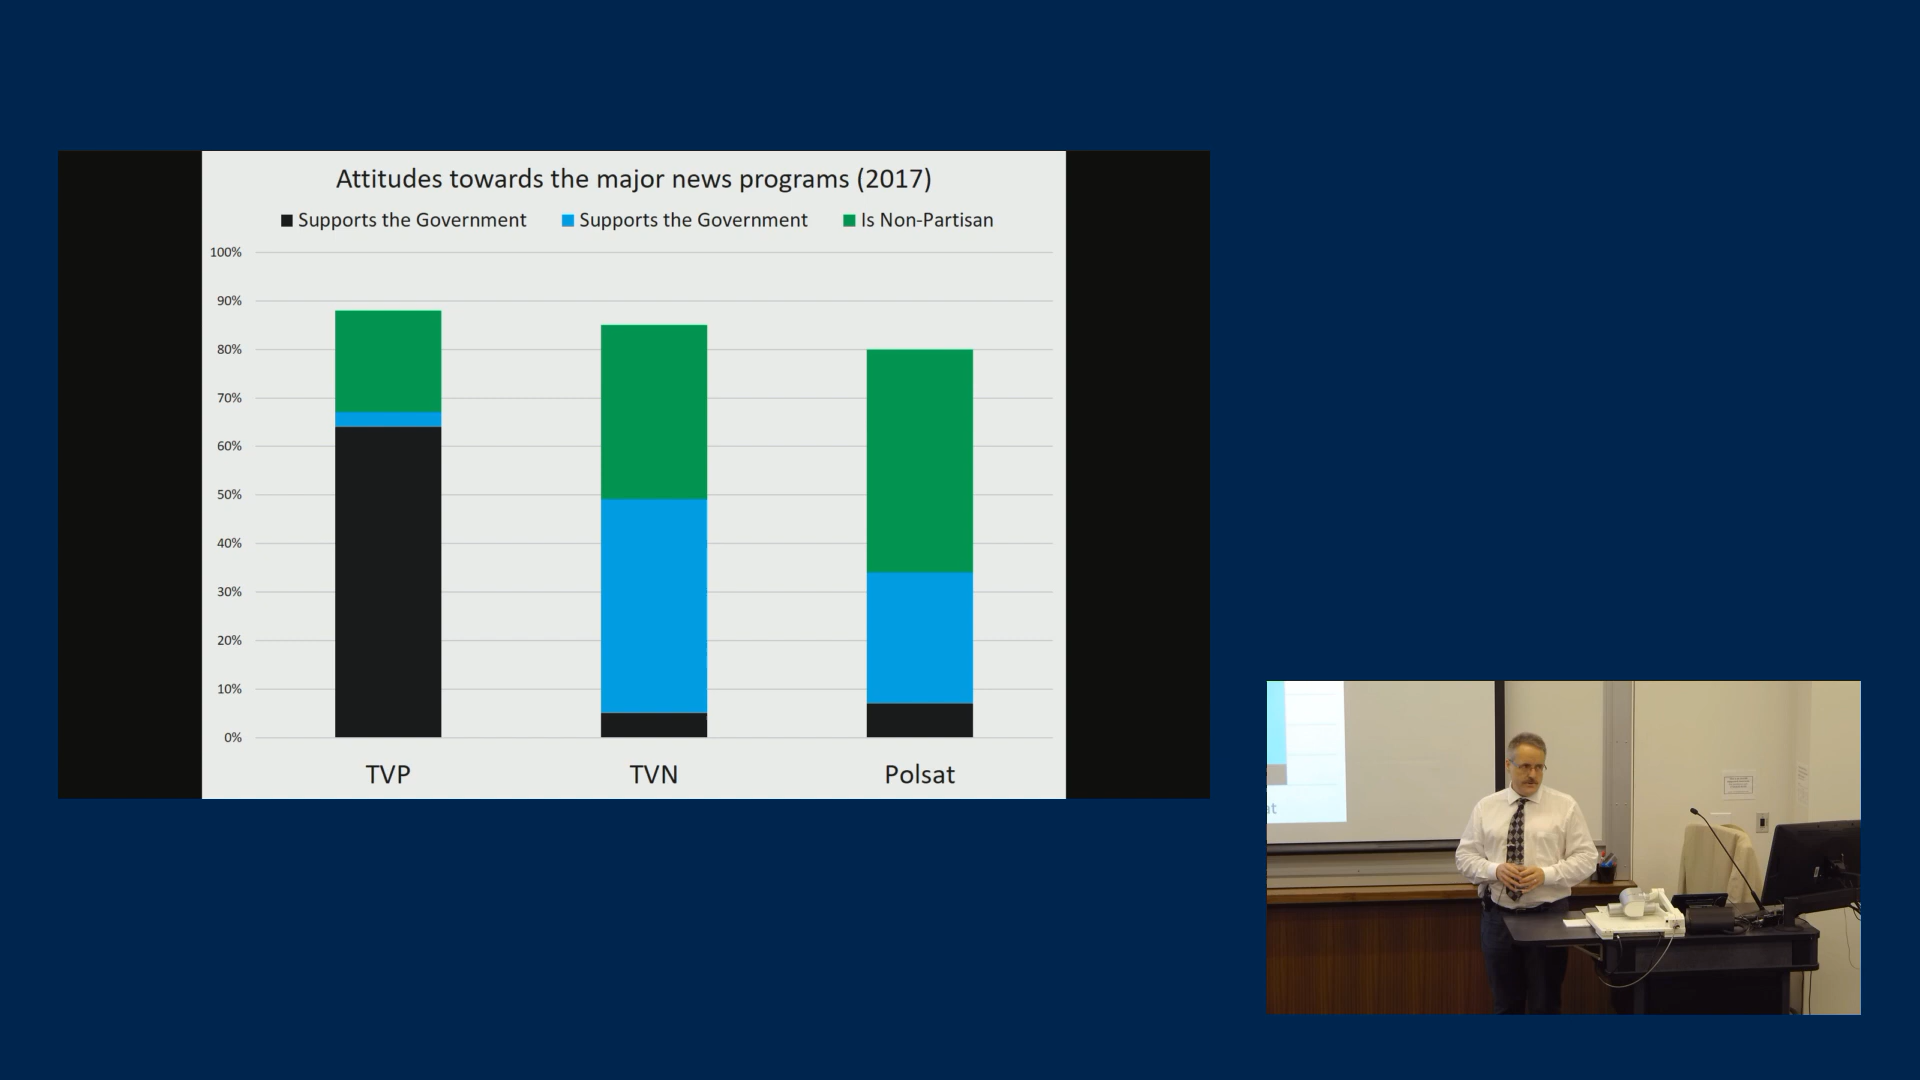 Attitudes towards the major news programs (2017)
Supports the Government Supports the Government Is Non-Partisan
100%
90%
80%
70%
60%
50%
40%
30%
20%
10%
0%
TVP TVN Polsat
at